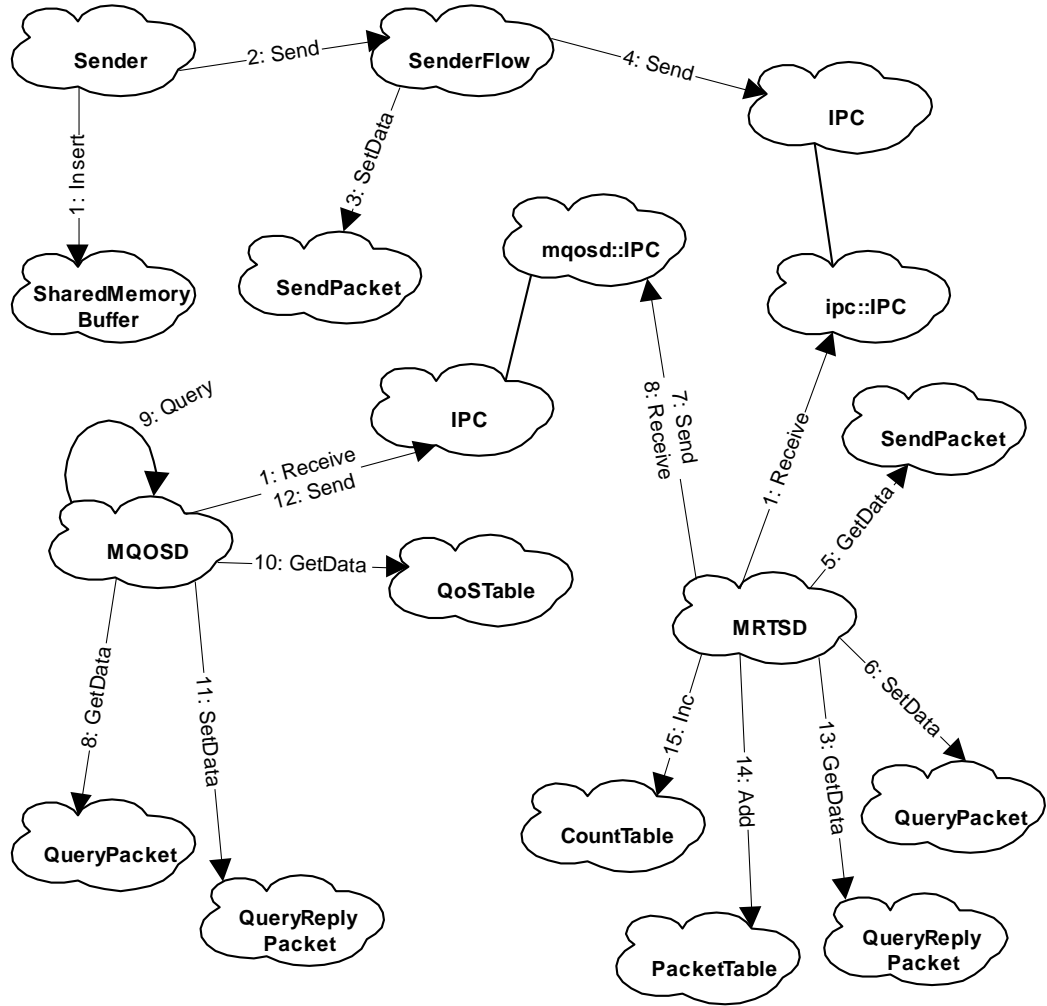 Sender
2: Send
SenderFlow
4: Send
IPC
1: Insert
3: SetData
SharedMemory
Buffer
SendPacket
mqosd::IPC
ipc::IPC
9: Query
IPC
7: Send
8: Receive
1: Receive
SendPacket
1: Receive
12: Send
5: GetData
MQOSD
10: GetData
QoSTable
MRTSD
8: GetData
11: SetData
15: Inc
14: Add
13: GetData
6: SetData
QueryPacket
QueryReply
Packet
CountTable
QueryPacket
PacketTable
QueryReply
Packet